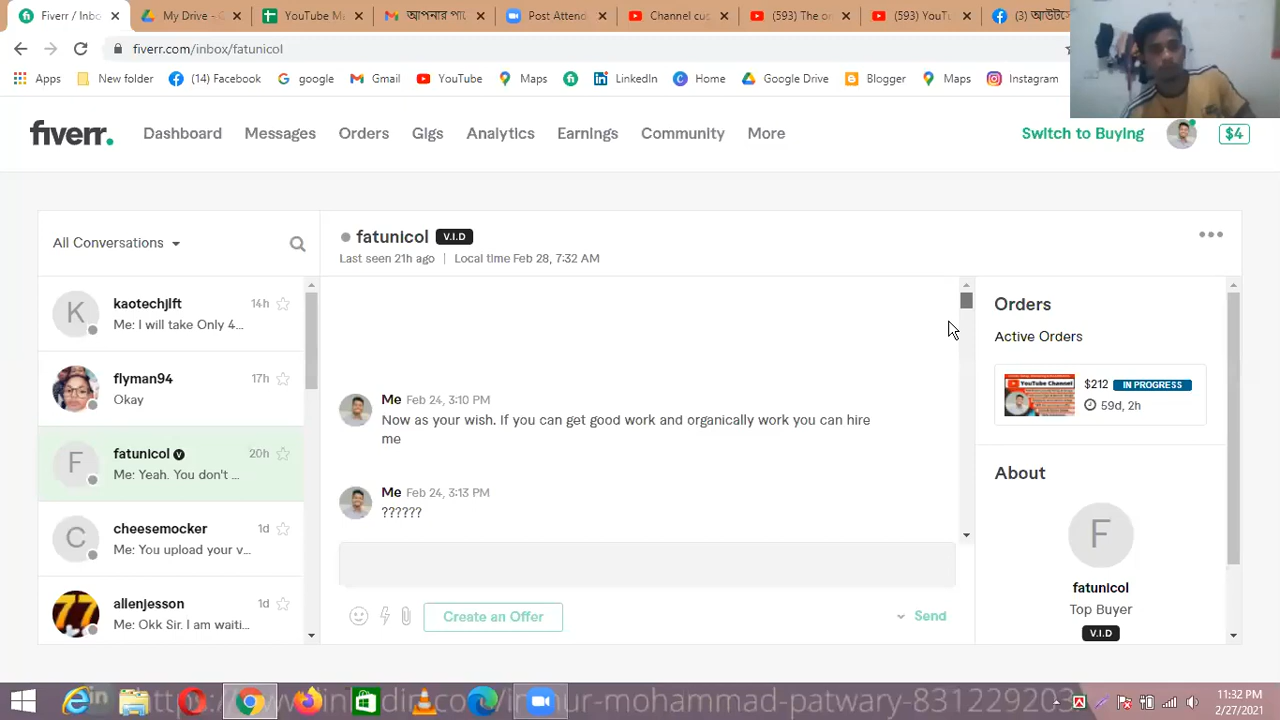 Fiverr / Inbo
My Drive - G
YouTube M
আপনার পা
Post Attend
Channel cus
(593) The on
(593) YouTu
(3) আউটসে
fiverr.com/inbox/fatunicol
Apps
New folder
(14) Facebook
google
Gmail
YouTube
Maps
LinkedIn
Home
Google Drive
Blogger
Maps
Instagram
fiverr.
Dashboard
Messages
Orders
Gigs
Analytics
Earnings
Community
More
Switch to Buying
$4
All Conversations
fatunicol V.I.D
Last seen 21h ago | Local time Feb 28, 7:32 AM
K
kaotechjlft 14h
Me: I will take Only 4...
flyman94 17h
Okay
F
fatunicol 20h
Me: Yeah. You don't ...
C
cheesemocker 1d
Me: You upload your v...
77
allenjesson 1d
Me: Okk Sir. I am waiti...
Me Feb 24, 3:10 PM
Now as your wish. If you can get good work and organically work you can hire
me
Me Feb 24, 3:13 PM
??????
Create an Offer
Send
Orders
Active Orders
YouTube Channel
$212 IN PROGRESS
59d, 2h
About
F
fatunicol
Top Buyer
V.I.D
11:32 PM
2/27/2021